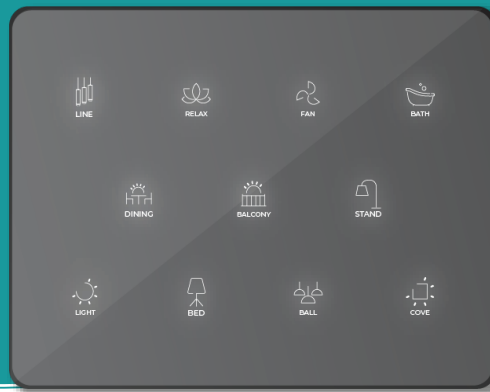 LINE
RELAX
FAN
BATH
DINING
BALCONY
STAND
LIGHT
BED
BALL
COVE